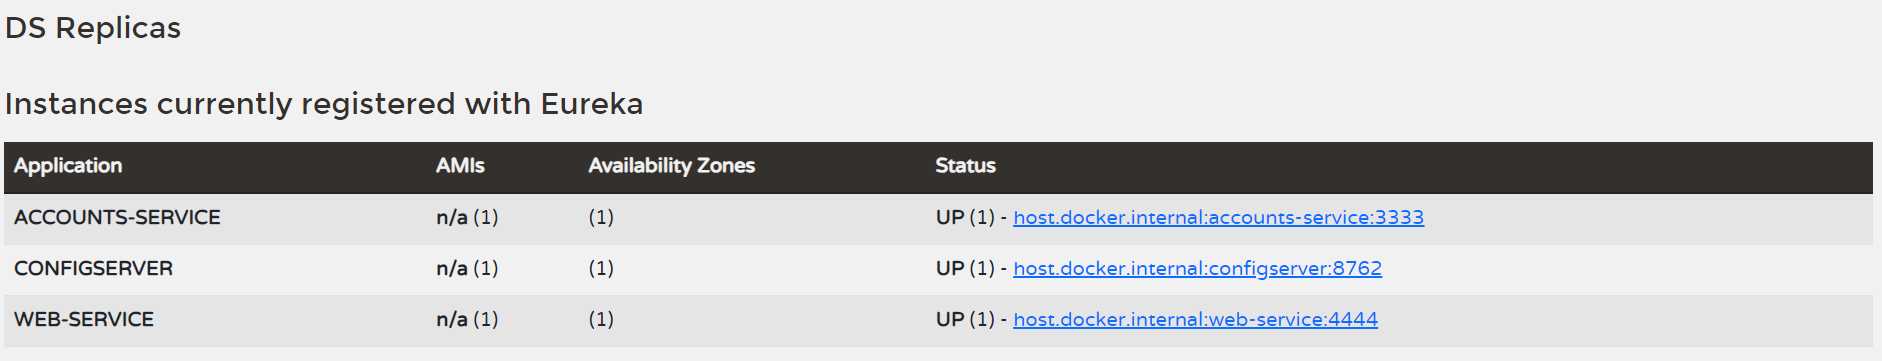 DS Replicas
Instances currently registered with Eureka
Application AMIs Availability Zones Status
ACCOUNTS-SERVICE n/a (1) (1) UP (1) - host.docker.internal:accounts-service:3333
CONFIGSERVER n/a (1) (1) UP (1) - host.docker.internal:configserver:8762
WEB-SERVICE n/a (1) (1) UP (1) - host.docker.internal:web-service:4444